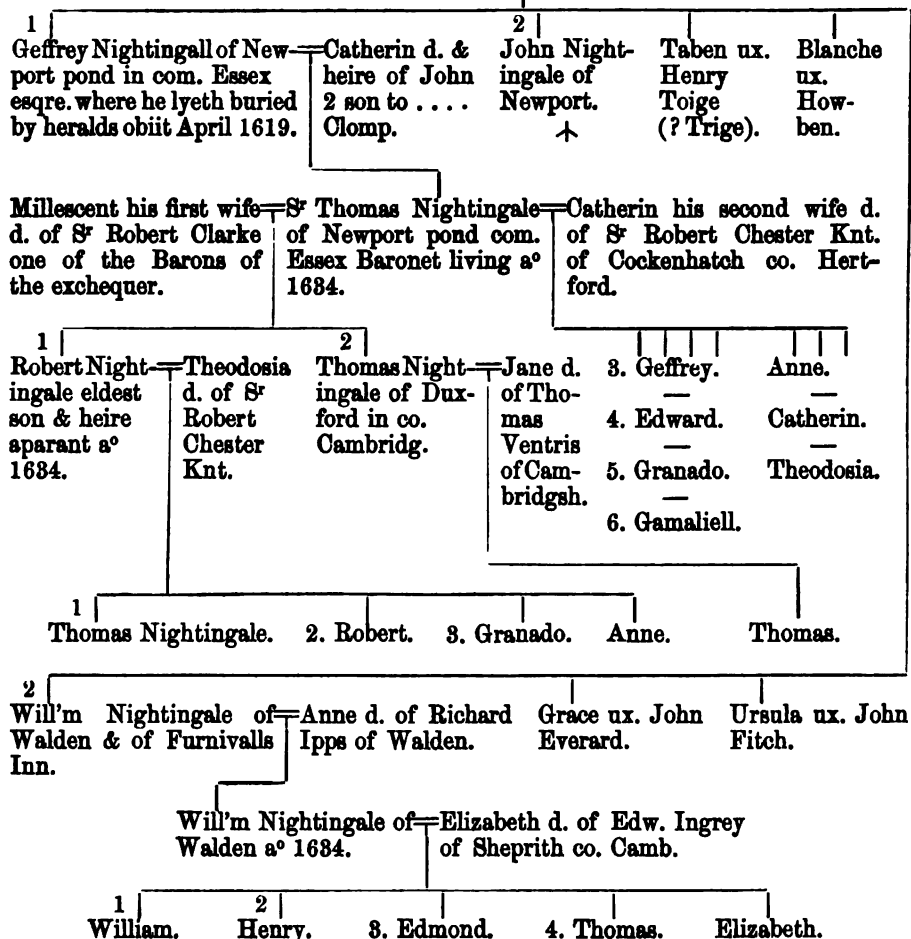 1
Geffrey Nightingall of New-
port pond in com. Essex
esqre. where he lyeth buried
by heralds obiit April 1619.
Catherin d. &
heire of John
2 son to . . . .
Clomp.
2
John Night-
ingale of
Newport.
Taben ux.
Henry
Toige
(? Trige).
Blanche
ux.
How-
ben.
Millescent his first wife
d. of Sr Robert Clarke
one of the Barons of
the exchequer.
Sr Thomas Nightingale
of Newport pond com.
Essex Baronet living ao
1634.
Catherin his second wife d.
of Sr Robert Chester Knt.
of Cockenhatch co. Hert-
ford.
1
Robert Night-
ingale eldest
son & heire
aparant ao
1634.
Theodosia
d. of Sr
Robert
Chester
Knt.
2
Thomas Night-
ingale of Dux-
ford in co.
Cambridg.
Jane d.
of Tho-
mas
Ventris
of Cam-
bridgsh.
3. Geffrey.
4. Edward.
5. Granado.
6. Gamaliell.
Anne.
Catherin.
Theodosia.
1
Thomas Nightingale.
2. Robert.
3. Granado.
Anne.
Thomas.
2
Will'm Nightingale of
Walden & of Furnivalls
Inn.
Anne d. of Richard
Ipps of Walden.
Grace ux. John
Everard.
Ursula ux. John
Fitch.
Will'm Nightingale of
Walden ao 1634.
Elizabeth d. of Edw. Ingrey
of Sheprith co. Camb.
1
William.
2
Henry.
3. Edmond.
4. Thomas.
Elizabeth.